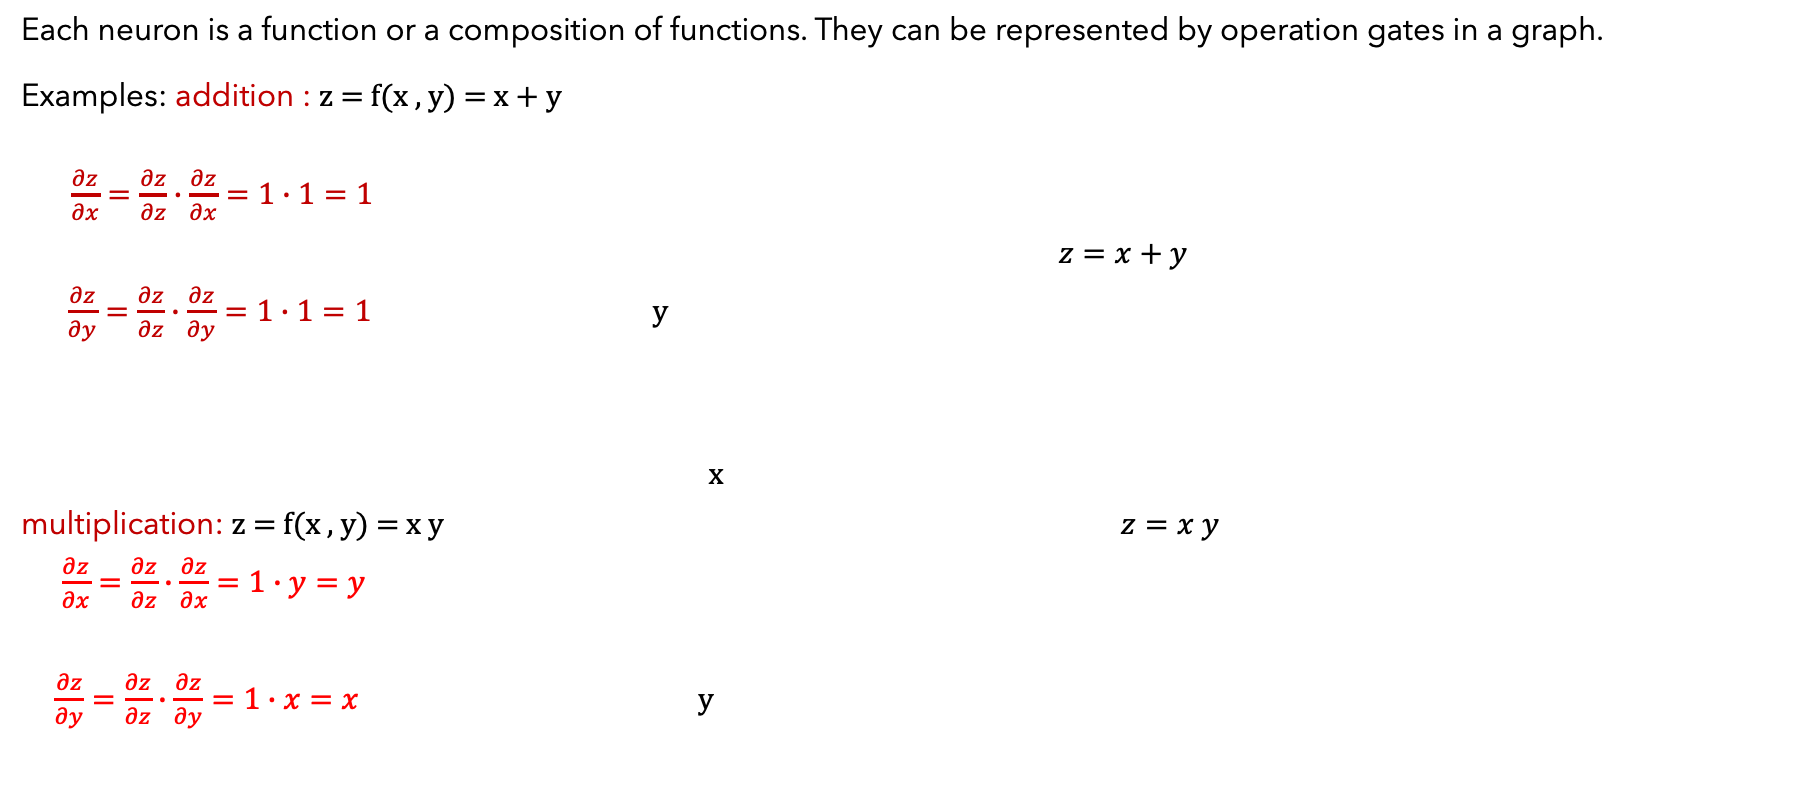 Each neuron is a function or a composition of functions. They can be represented by operation gates in a graph.
Examples: addition : z = f(x , y) = x + y
∂z/∂x = ∂z/∂z · ∂z/∂x = 1 · 1 = 1
z = x + y
∂z/∂y = ∂z/∂z · ∂z/∂y = 1 · 1 = 1
y
x
multiplication: z = f(x , y) = x y
z = x y
∂z/∂x = ∂z/∂z · ∂z/∂x = 1 · y = y
∂z/∂y = ∂z/∂z · ∂z/∂y = 1 · x = x
y